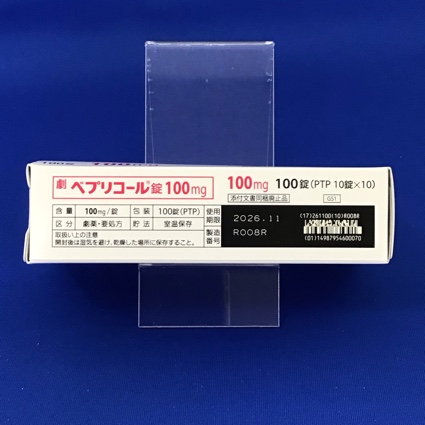 劇 ベプリコール®錠100mg
100mg 100錠(PTP 10錠×10)
添付文書同梱廃止品 GS1
含量 100mg/錠 包装 100錠(PTP)
区分 劇薬・要処方 貯法 室温保存
取扱い上の注意
開封後は湿気を避け、乾燥した場所に保存すること。
使用期限 2026.11
製造番号 R008R
(17)261100(10)R008R
(01)14987954600070